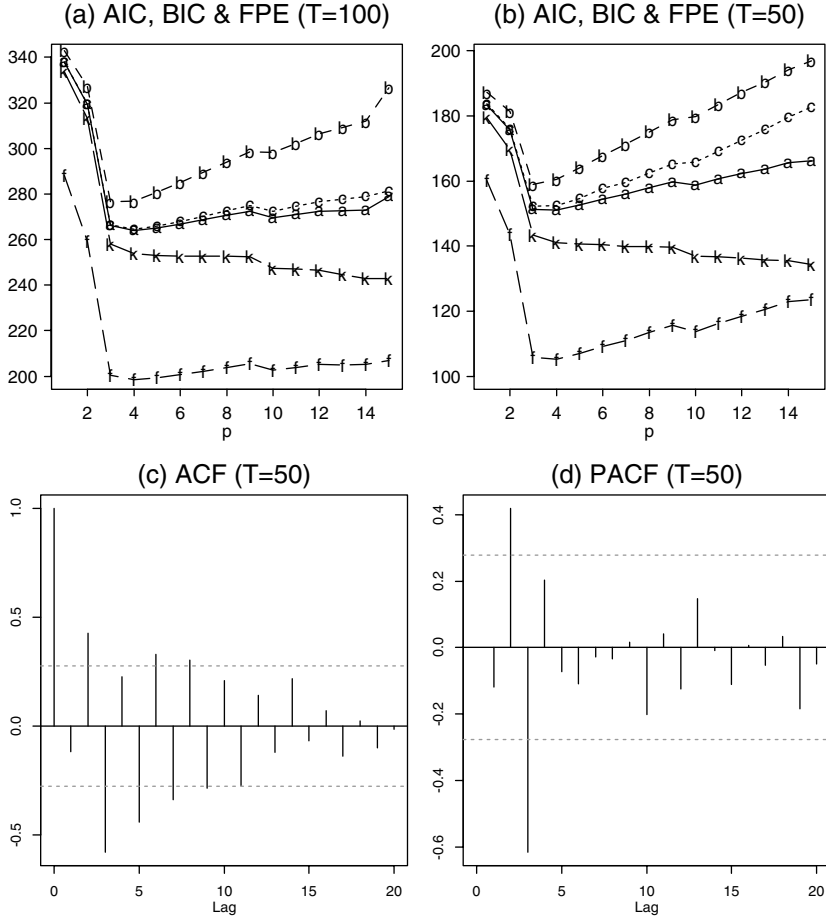 (a) AIC, BIC & FPE (T=100)
340
320
300
280
260
240
220
200
2 4 6 8 10 12 14
p
b b b b b b b b b b b b b b b
c c c c c c c c c c c
a a a a a a a a a a a a a a a
k k k k k k k k k k k k k k k
f f f f f f f f f f f f f f f
(b) AIC, BIC & FPE (T=50)
200
180
160
140
120
100
2 4 6 8 10 12 14
p
b b b b b b b b b b b b b b b
c c c c c c c c c c c c c
a a a a a a a a a a a a a a a
k k k k k k k k k k k k k k k
f f f f f f f f f f f f f f f
(c) ACF (T=50)
1.0
0.5
0.0
-0.5
0 5 10 15 20
Lag
(d) PACF (T=50)
0.4
0.2
0.0
-0.2
-0.4
-0.6
0 5 10 15 20
Lag